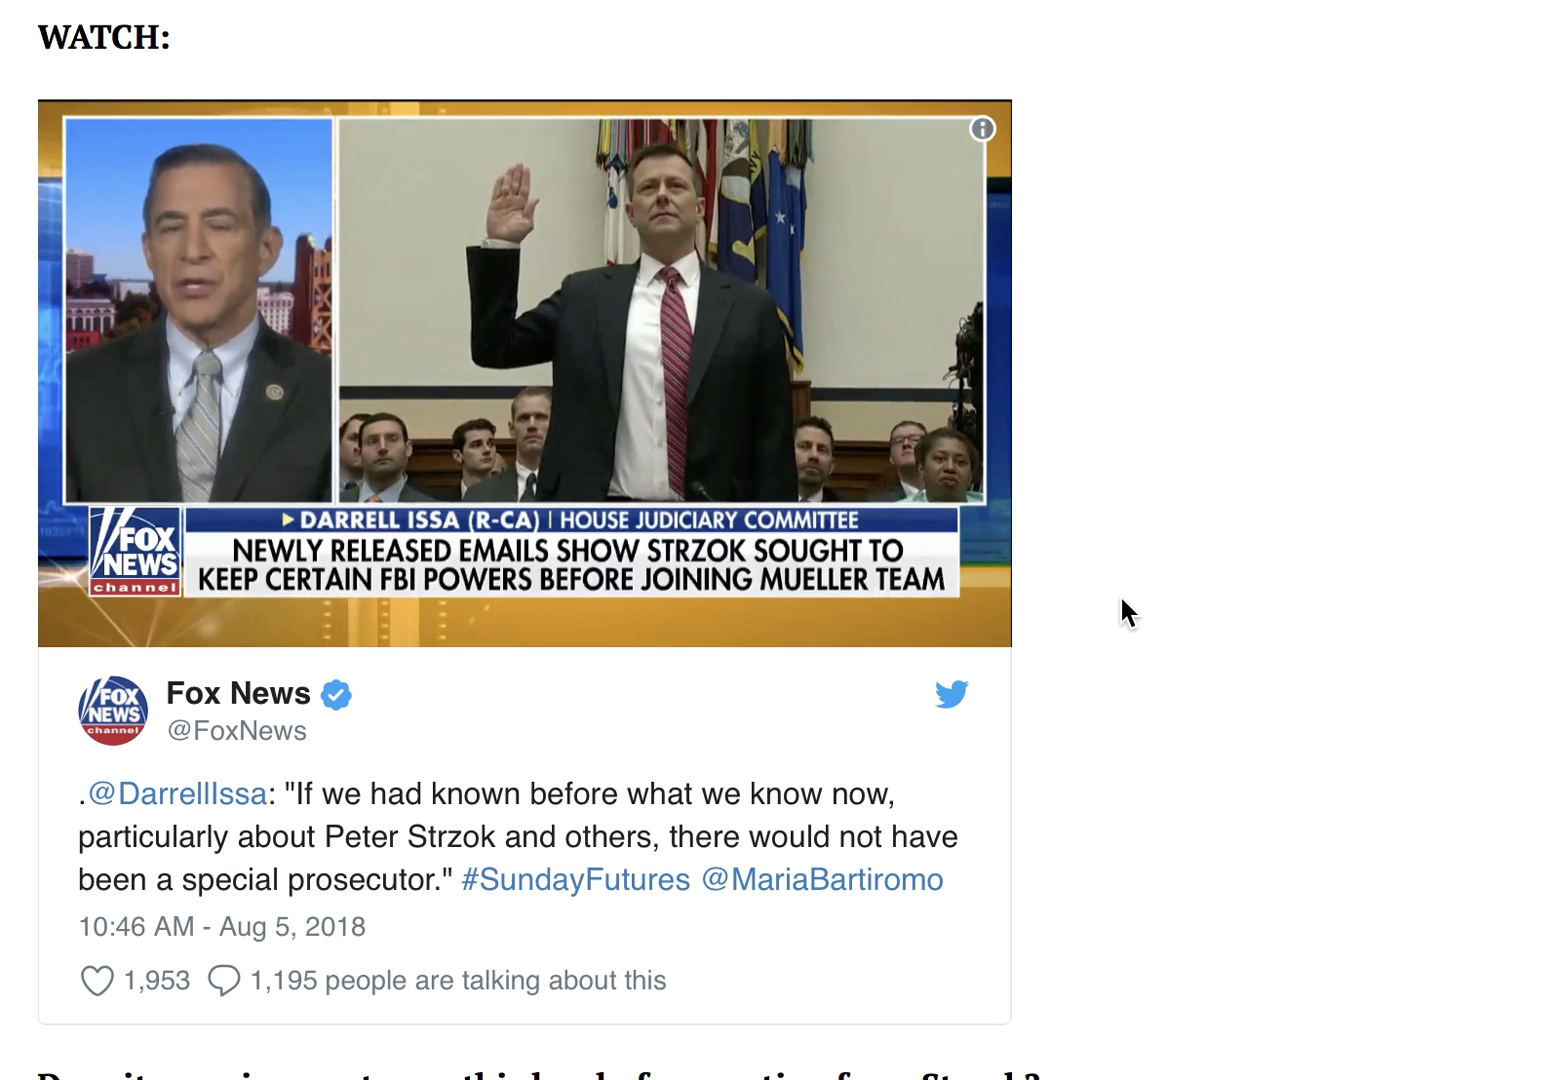 WATCH:
DARRELL ISSA (R-CA) | HOUSE JUDICIARY COMMITTEE
FOX
NEWS
channel
NEWLY RELEASED EMAILS SHOW STRZOK SOUGHT TO
KEEP CERTAIN FBI POWERS BEFORE JOINING MUELLER TEAM
FOX
NEWS
channel
Fox News
@FoxNews
.@DarrellIssa: "If we had known before what we know now,
particularly about Peter Strzok and others, there would not have
been a special prosecutor." #SundayFutures @MariaBartiromo
10:46 AM - Aug 5, 2018
1,953 1,195 people are talking about this